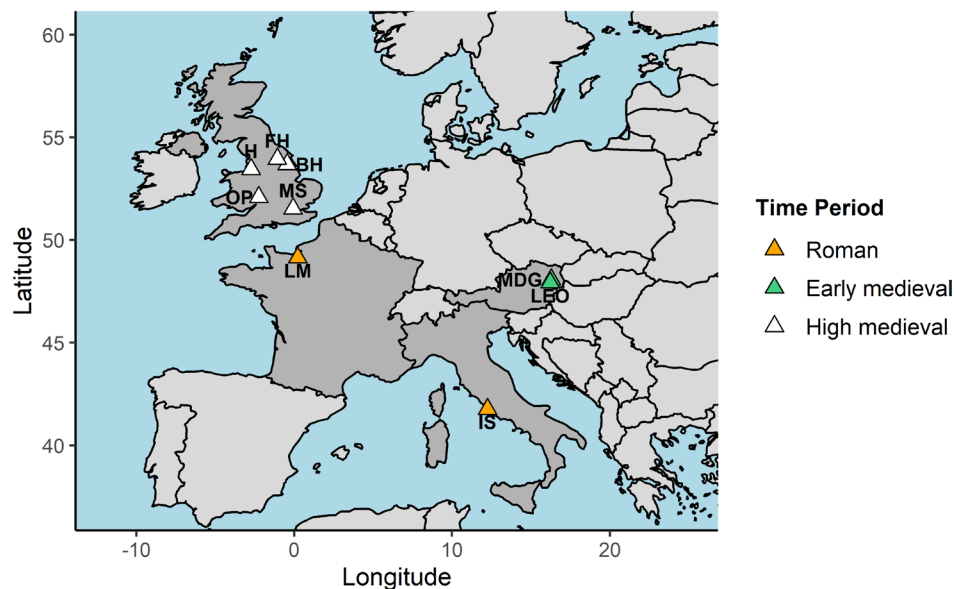 60
55
50
45
40
Latitude
FH
H
BH
MS
OP
LM
MDG
LEO
IS
-10
0
10
20
Longitude
Time Period
Roman
Early medieval
High medieval